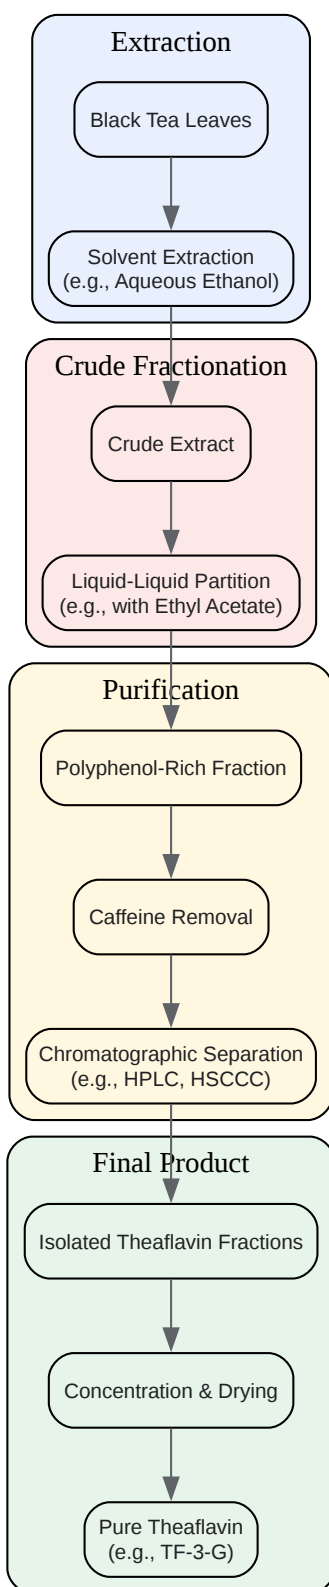 Extraction
Black Tea Leaves
Solvent Extraction
(e.g., Aqueous Ethanol)
Crude Fractionation
Crude Extract
Liquid-Liquid Partition
(e.g., with Ethyl Acetate)
Purification
Polyphenol-Rich Fraction
Caffeine Removal
Chromatographic Separation
(e.g., HPLC, HSCCC)
Final Product
Isolated Theaflavin Fractions
Concentration & Drying
Pure Theaflavin
(e.g., TF-3-G)